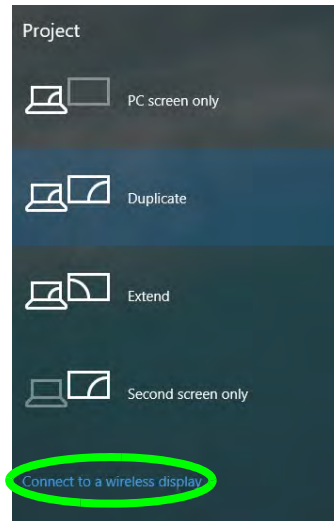 Project
PC screen only
Duplicate
Extend
Second screen only
Connect to a wireless display